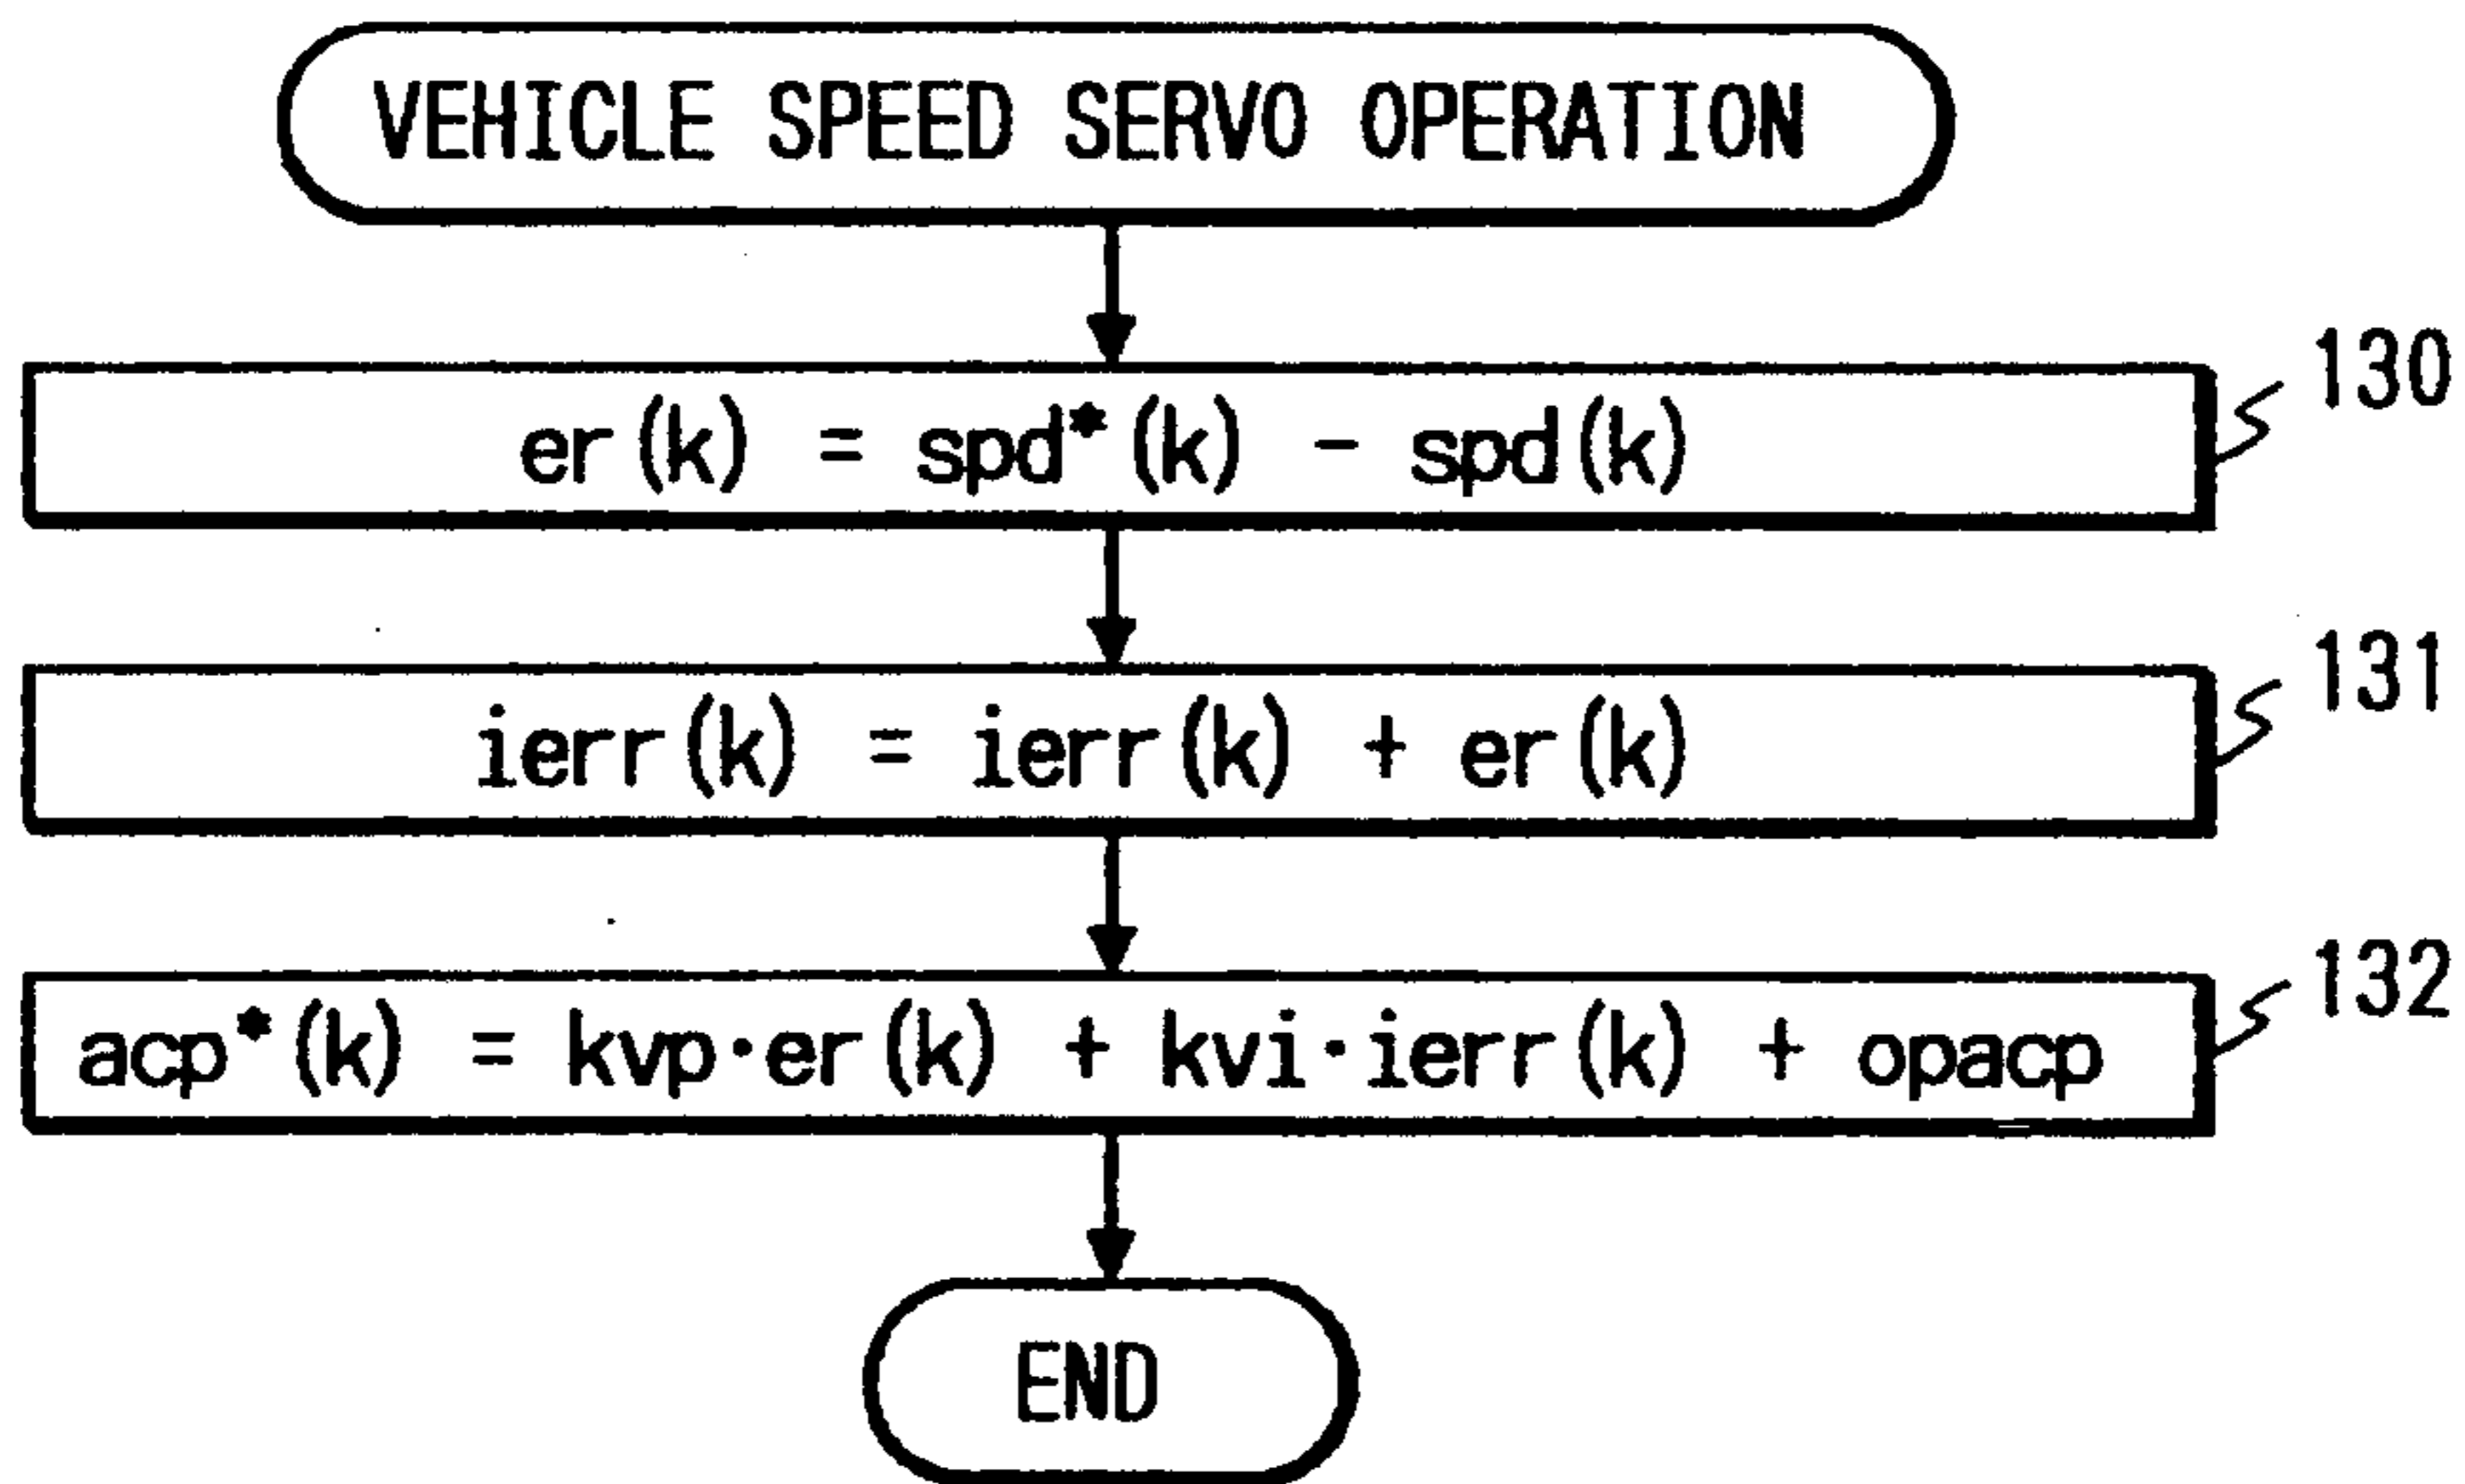 VEHICLE SPEED SERVO OPERATION
130
er(k) = spd*(k) - spd(k)
131
ierr(k) = ierr(k) + er(k)
132
acp*(k) = kvp·er(k) + kvi·ierr(k) + opacp
END